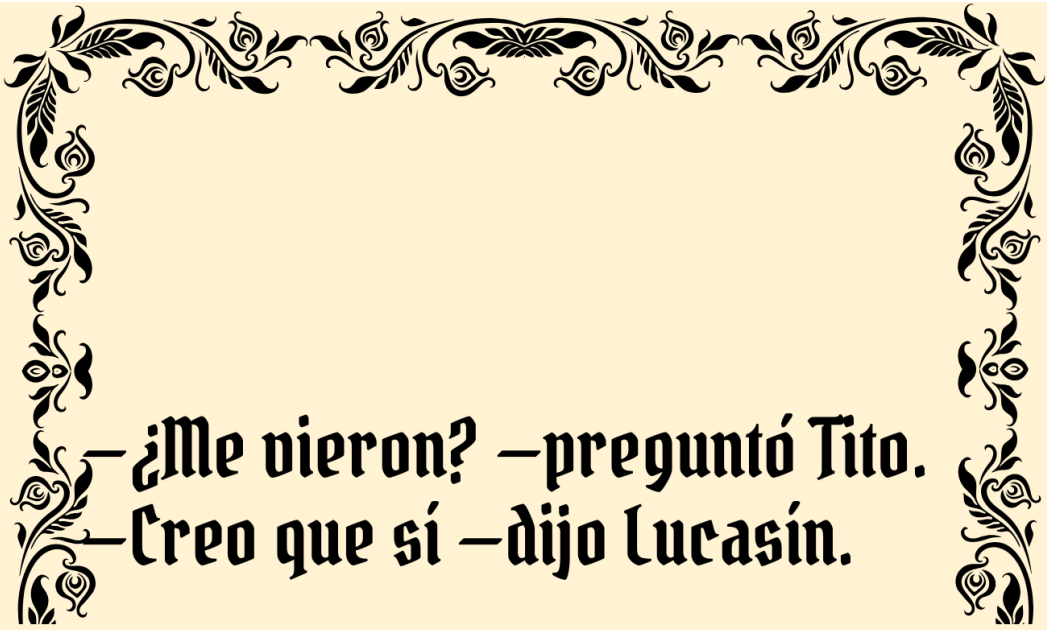 —¿Me vieron? —preguntó Tito.
—Creo que sí —dijo Lucasín.